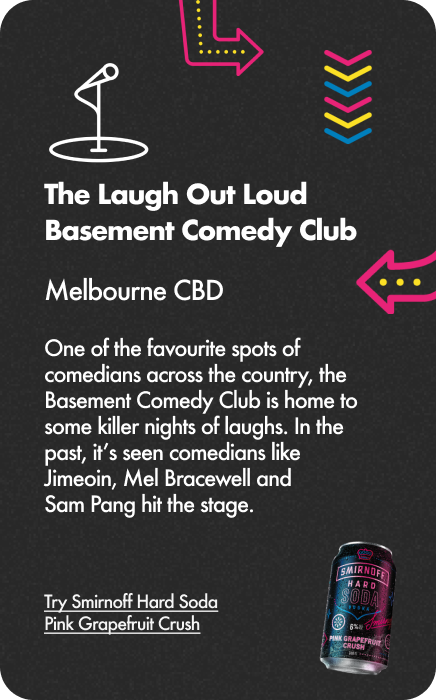 The Laugh Out Loud
Basement Comedy Club
Melbourne CBD
One of the favourite spots of
comedians across the country, the
Basement Comedy Club is home to
some killer nights of laughs. In the
past, it’s seen comedians like
Jimeoin, Mel Bracewell and
Sam Pang hit the stage.
Try Smirnoff Hard Soda
Pink Grapefruit Crush
SMIRNOFF
HARD
SODA
6%
PINK GRAPEFRUIT
CRUSH